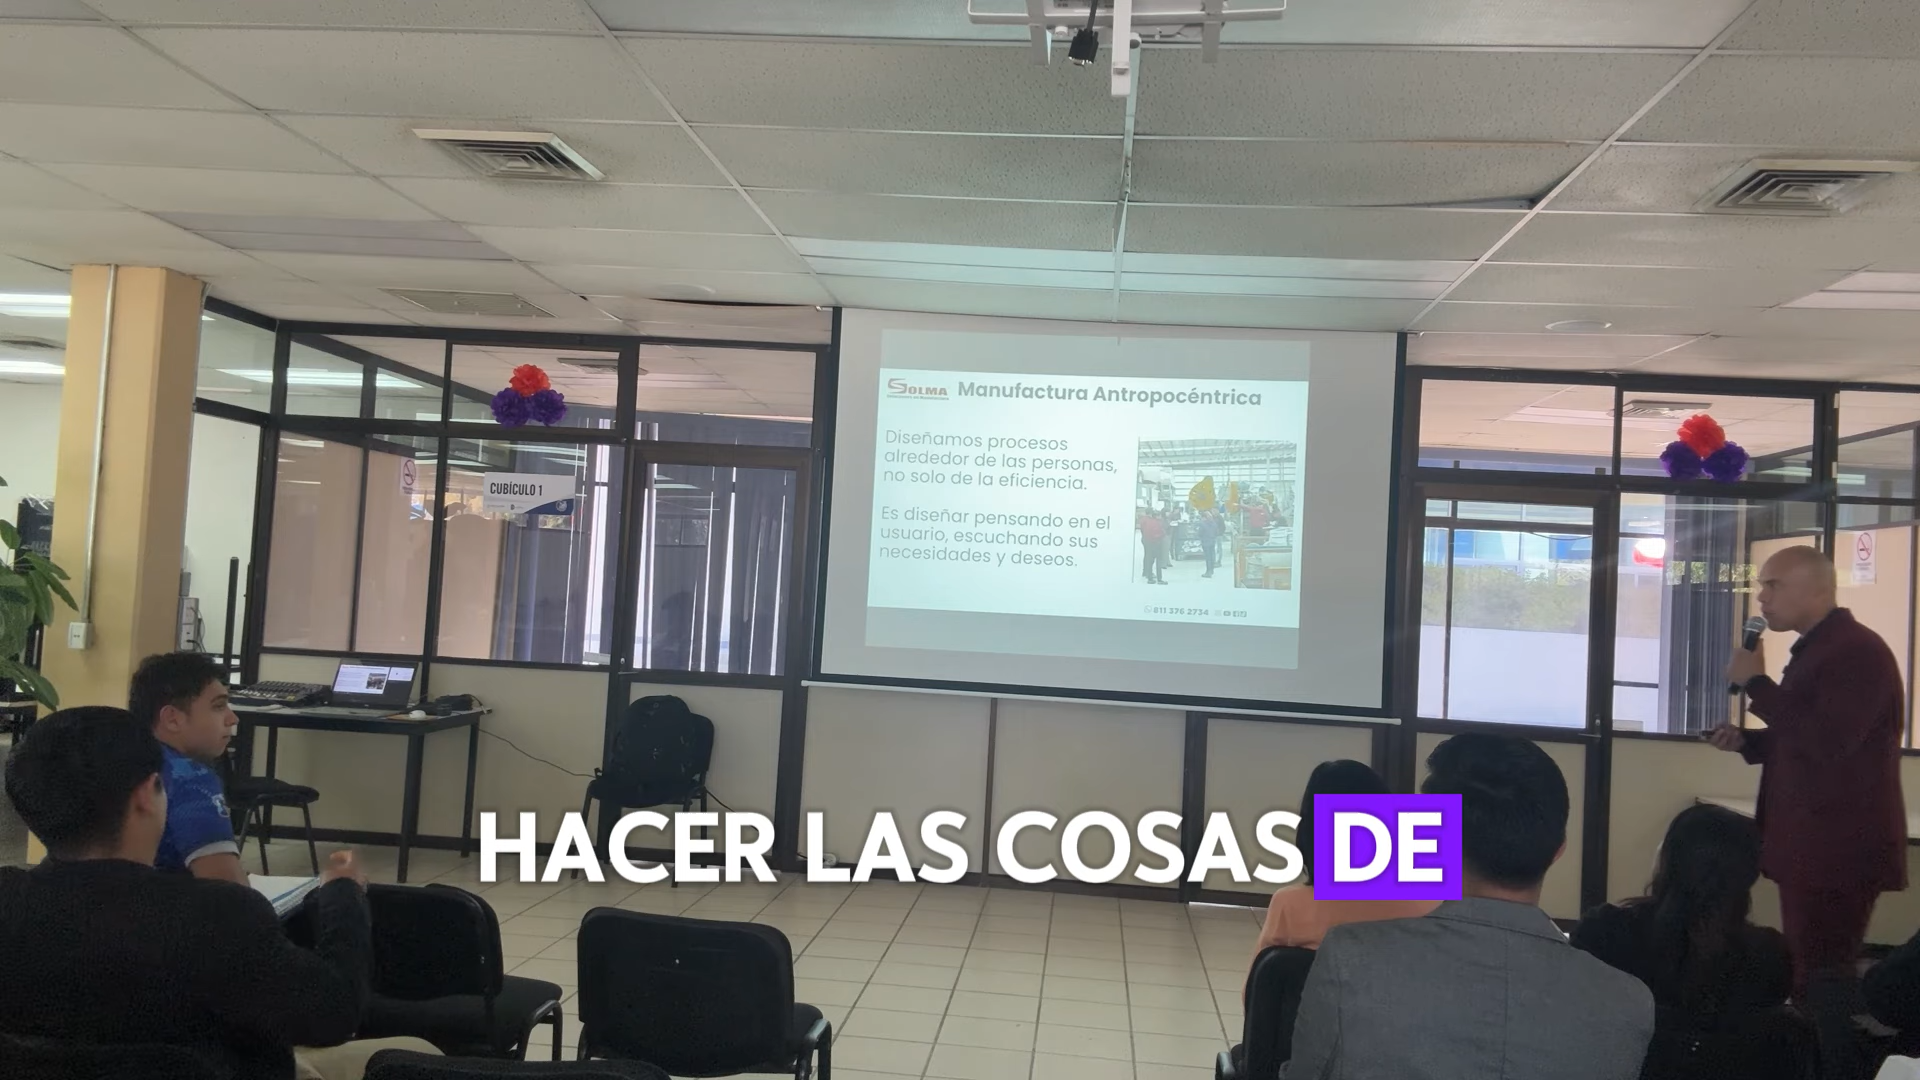 SOLMA Manufactura Antropocéntrica
Diseñamos procesos
alrededor de las personas,
no solo de la eficiencia.
Es diseñar pensando en el
usuario, escuchando sus
necesidades y deseos.
811 376 2734
CUBÍCULO 1
HACER LAS COSAS DE